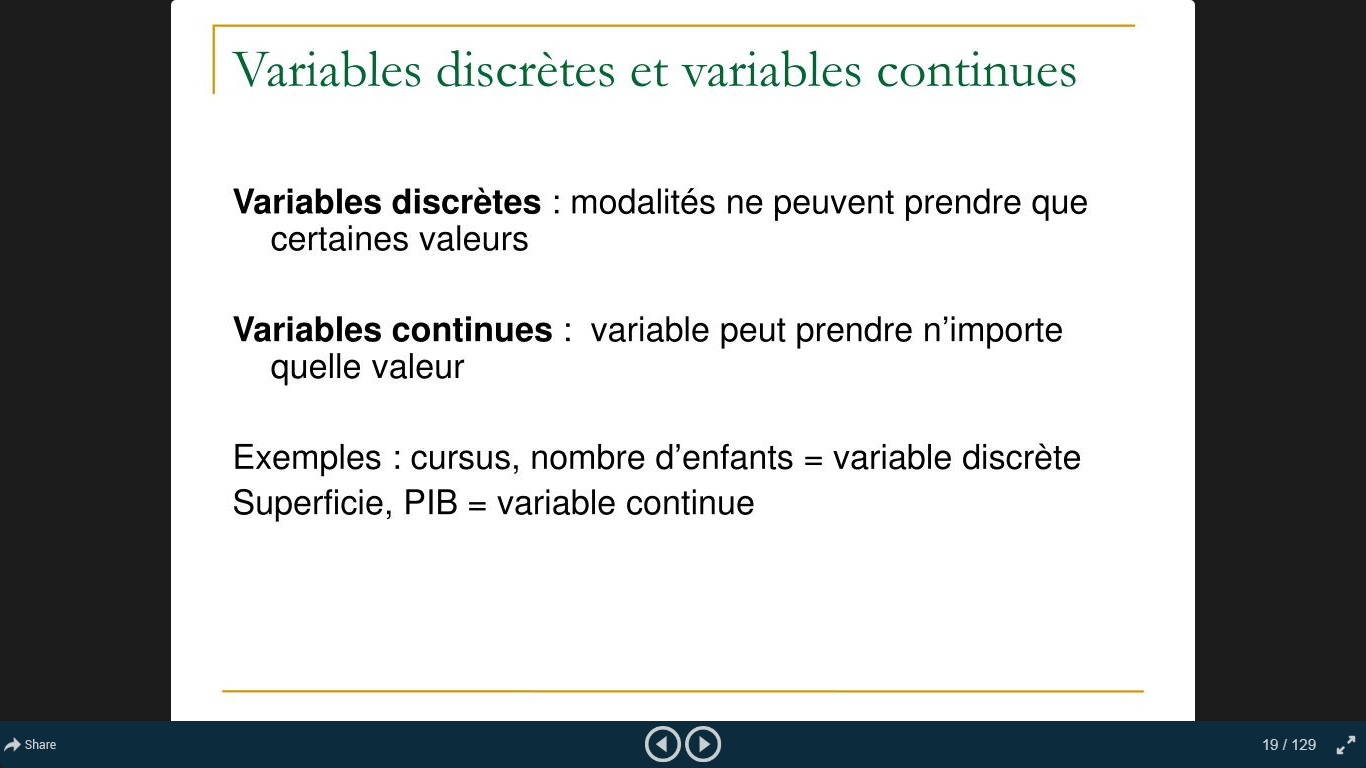 Variables discrètes et variables continues
Variables discrètes : modalités ne peuvent prendre que
certaines valeurs
Variables continues :  variable peut prendre n’importe
quelle valeur
Exemples : cursus, nombre d’enfants = variable discrète
Superficie, PIB = variable continue
Share
19 / 129